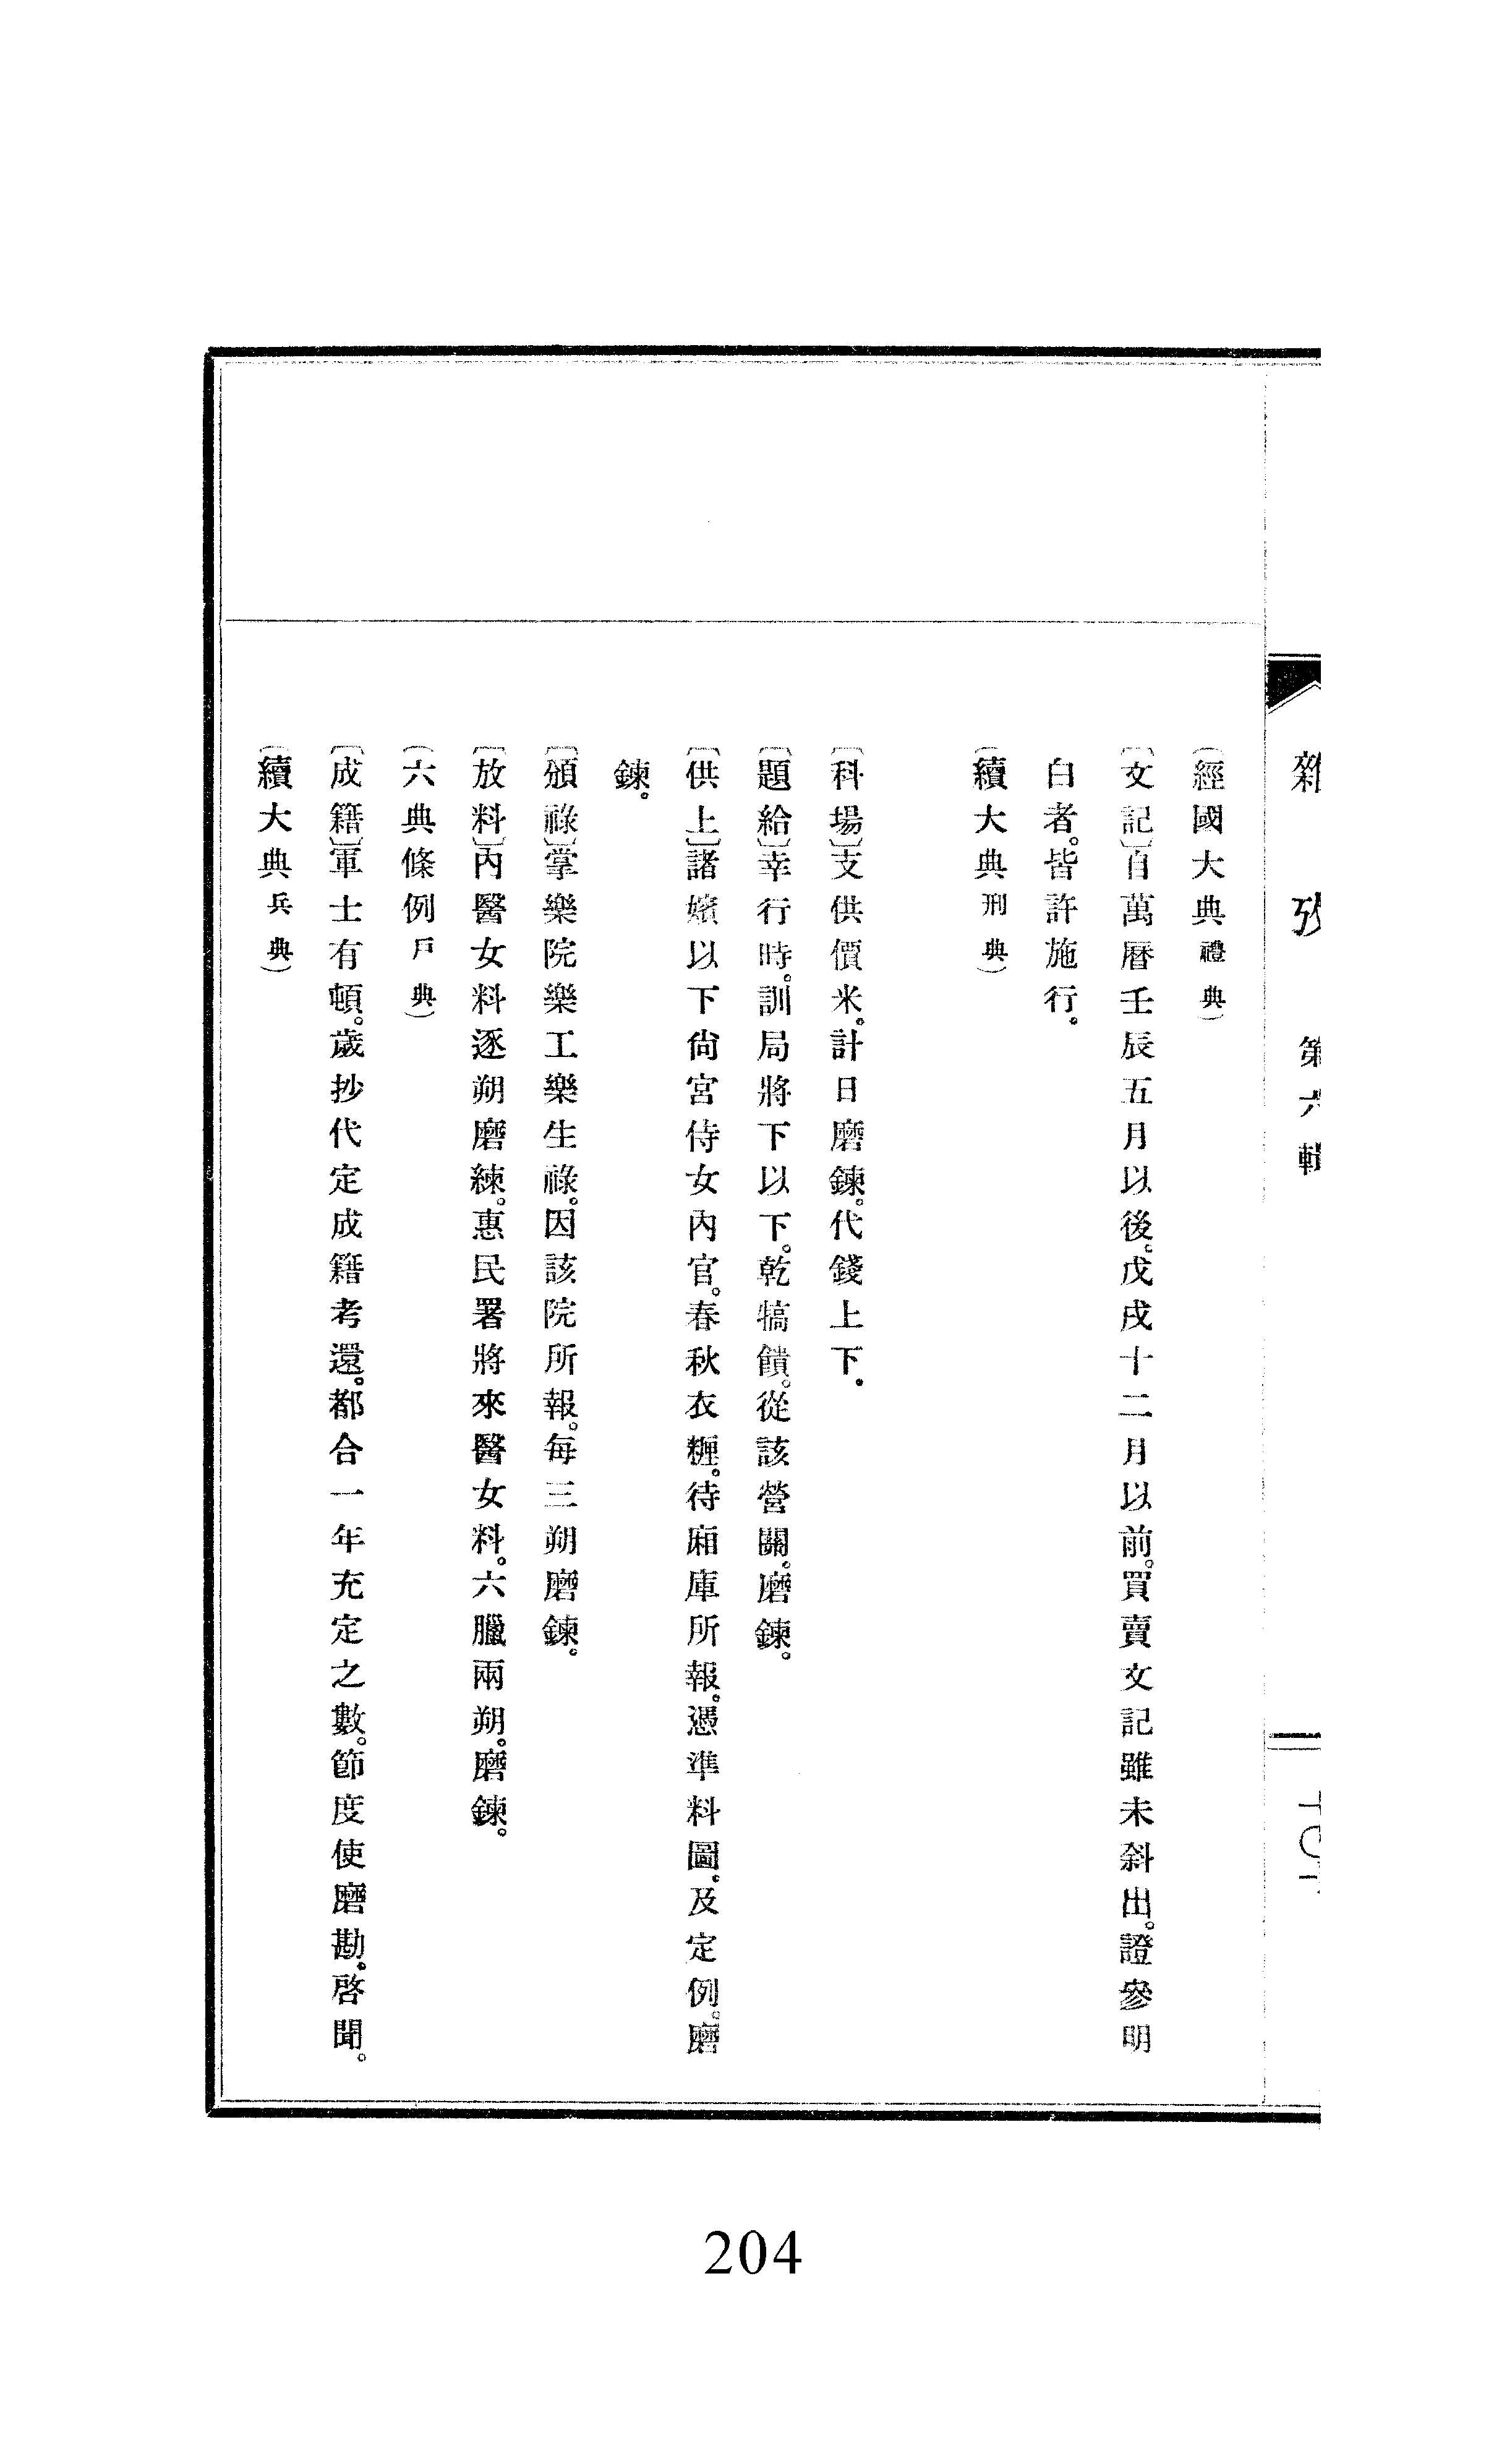 雜攷 第六輯
(經國大典禮典)
〔文記〕自萬曆壬辰五月以後。戊戌十二月以前。買賣文記雖未斜出。證參明
白者。皆許施行。
(續大典刑典)
〔科場〕支供價米。計日磨鍊。代錢上下。
〔題給〕幸行時。訓局將下以下。乾犒饋。從該營關。磨鍊。
〔供上〕諸嬪以下尙宮侍女內官。春秋衣纏。待廂庫所報。憑準料圖。及定例。磨
鍊。
〔頒祿〕掌樂院樂工樂生祿。因該院所報。每三朔磨鍊。
〔放料〕內醫女料逐朔磨練。惠民署將來醫女料。六臘兩朔。磨鍊。
(六典條例戶典)
〔成籍〕軍士有頓。歲抄代定成籍考還。都合一年充定之數。節度使磨勘。啓聞。
(續大典兵典)
204